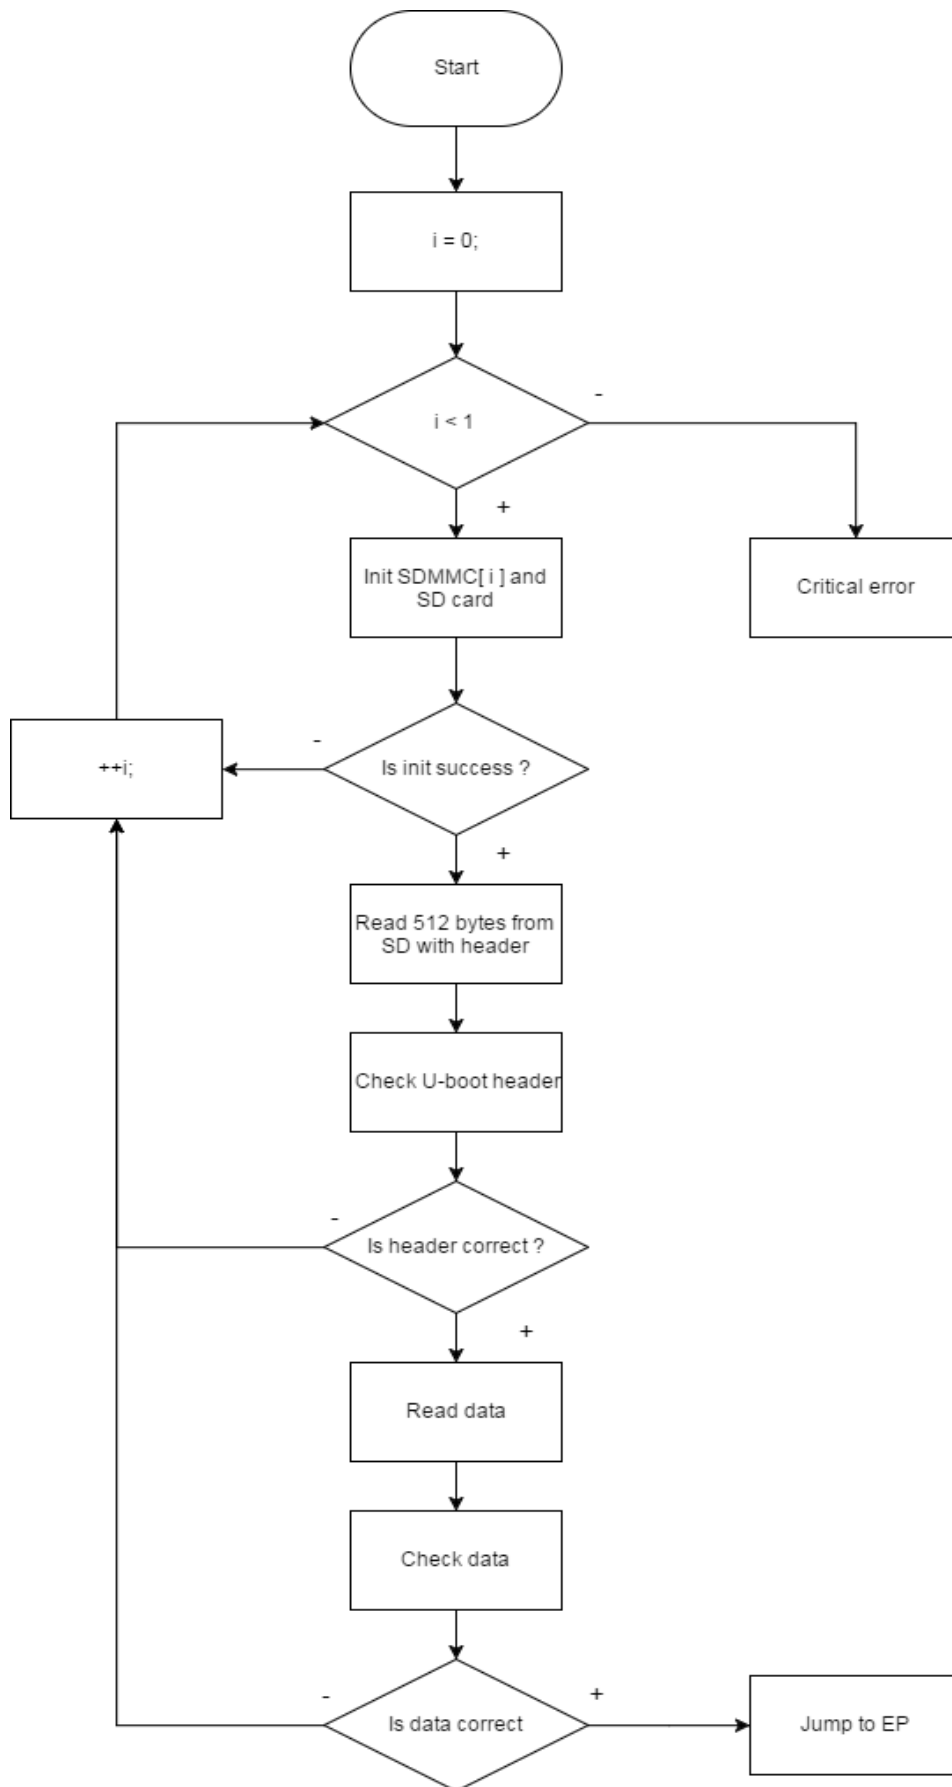 Start
i = 0;
i < 1
-
+
Init SDMMC[ i ] and
SD card
Critical error
++i;
-
Is init success ?
+
Read 512 bytes from
SD with header
Check U-boot header
-
Is header correct ?
+
Read data
Check data
-
Is data correct
+
Jump to EP